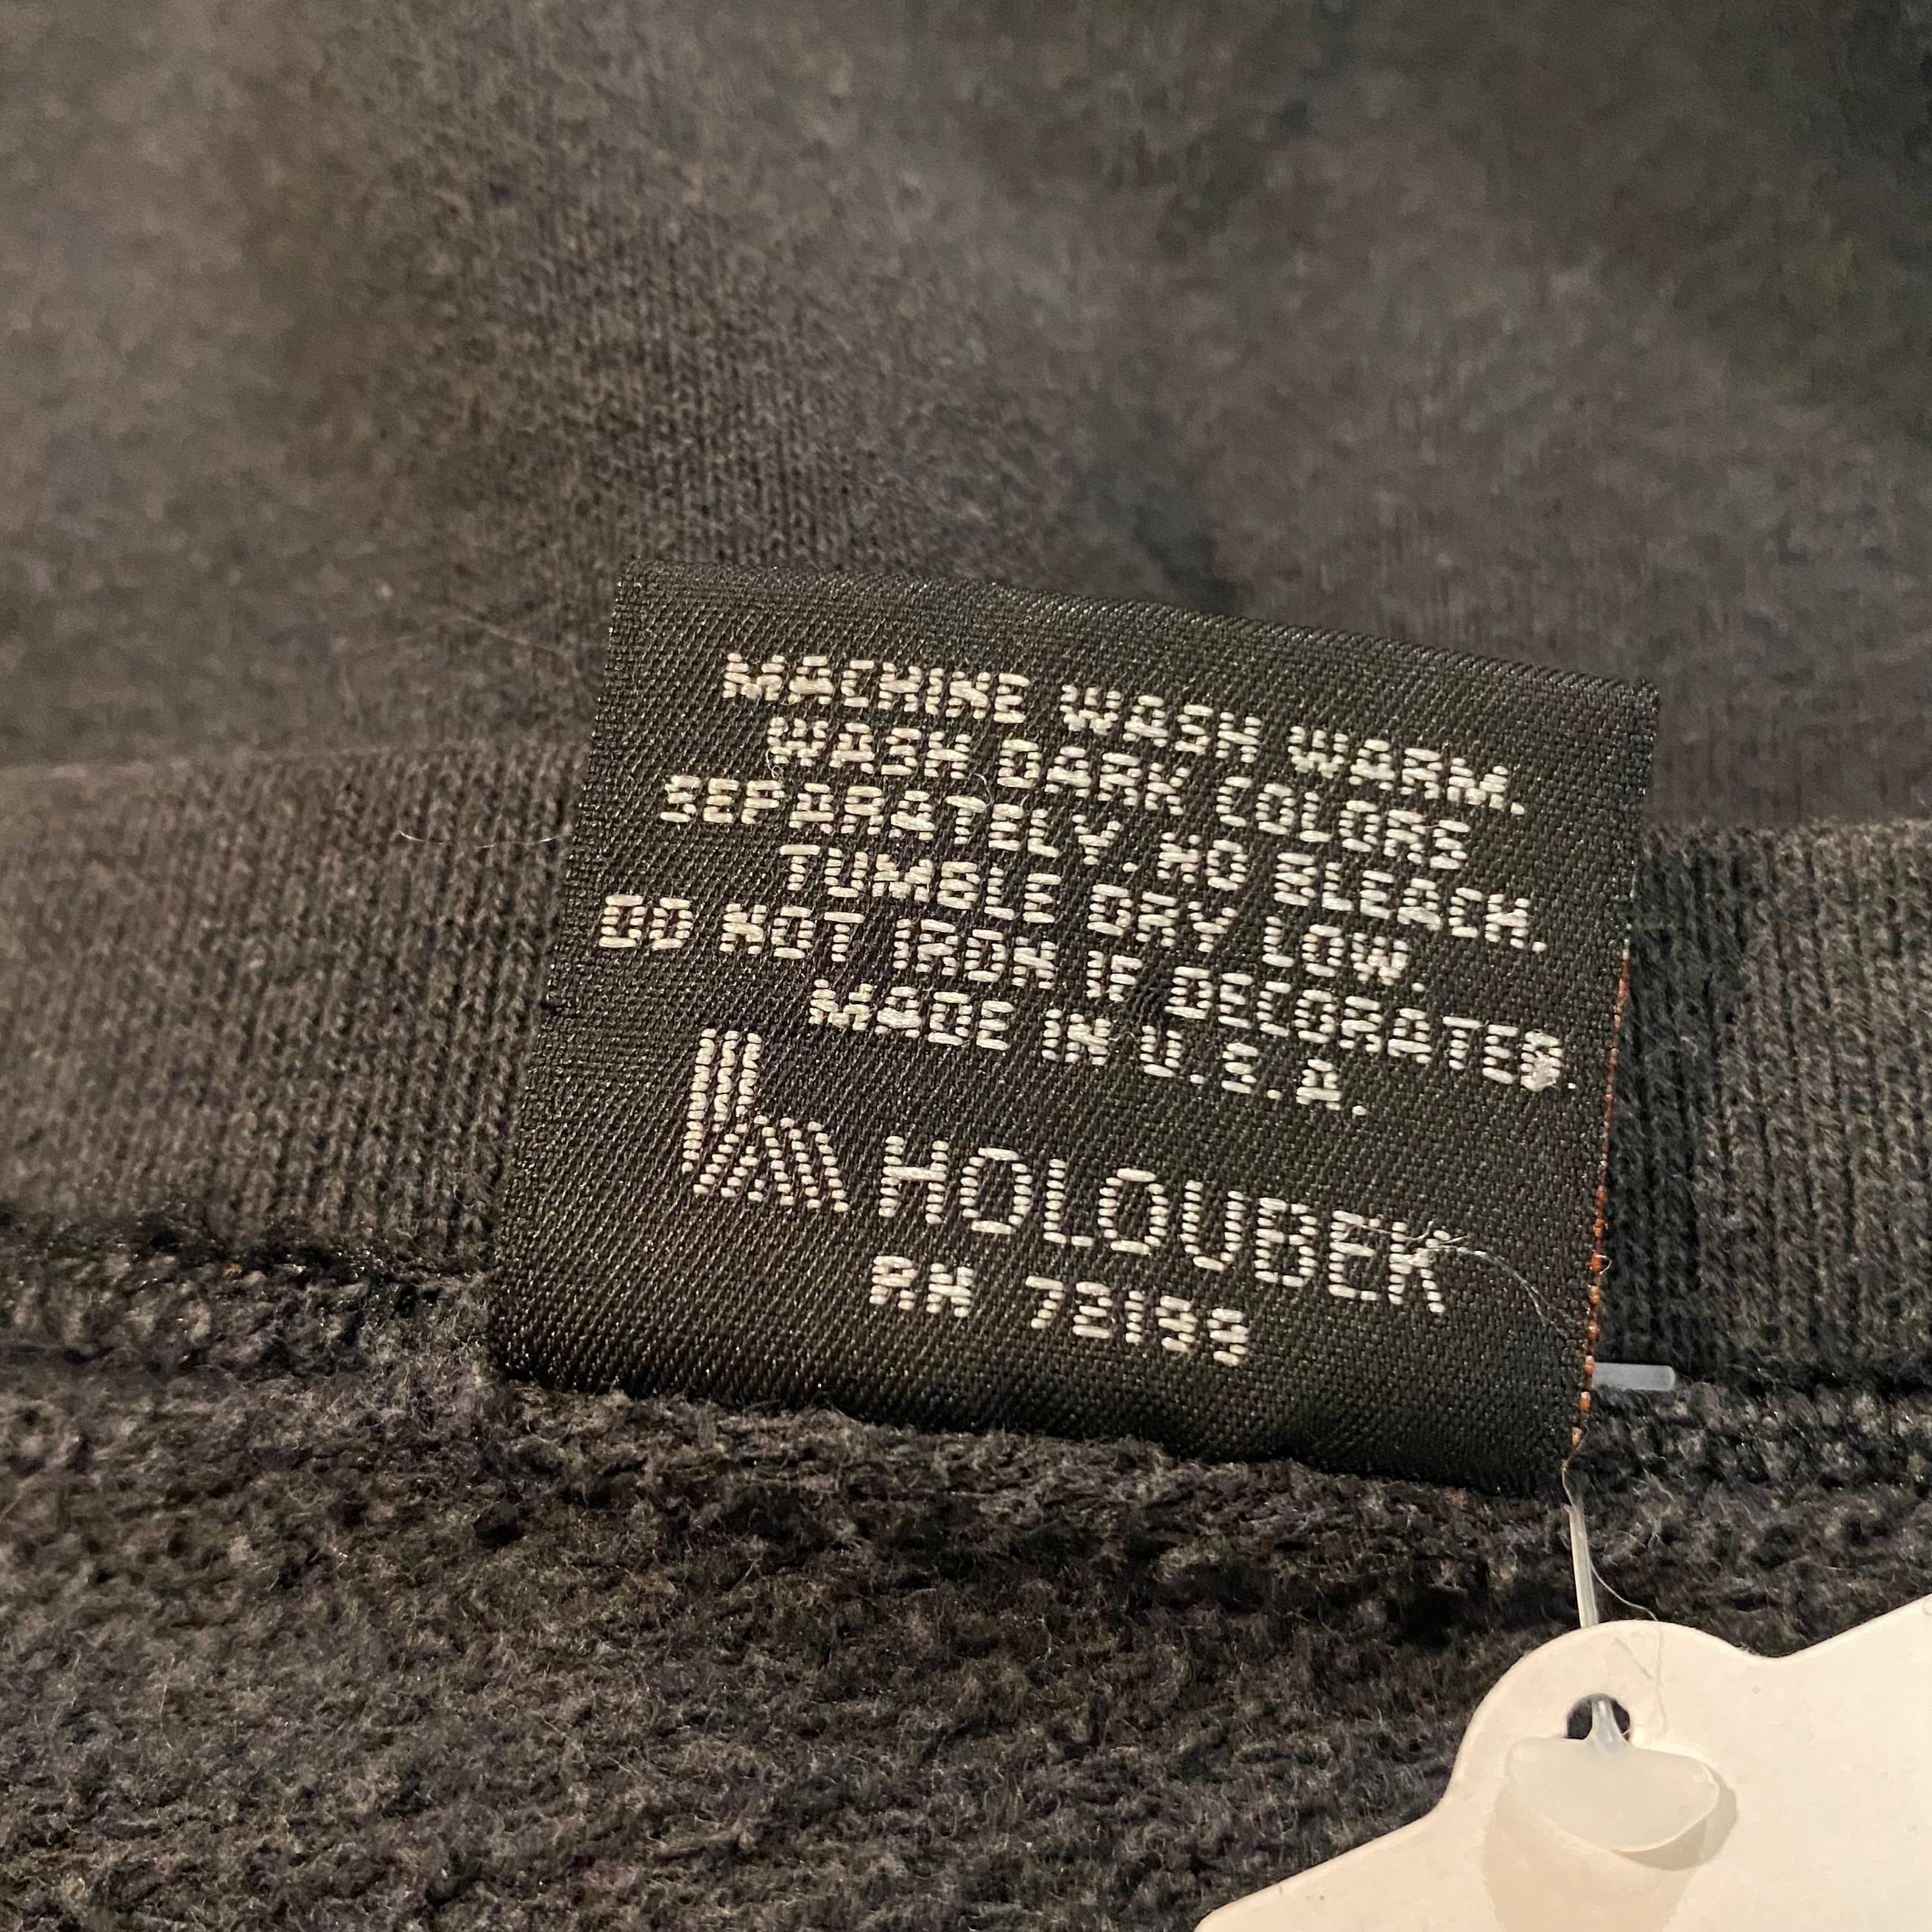 MACHINE WASH WARM.
WASH DARK COLORS
SEPARATELY. NO BLEACH.
TUMBLE DRY LOW.
DO NOT IRON IF DECORATED.
MADE IN U.S.A.
HOLOUBEK
RN